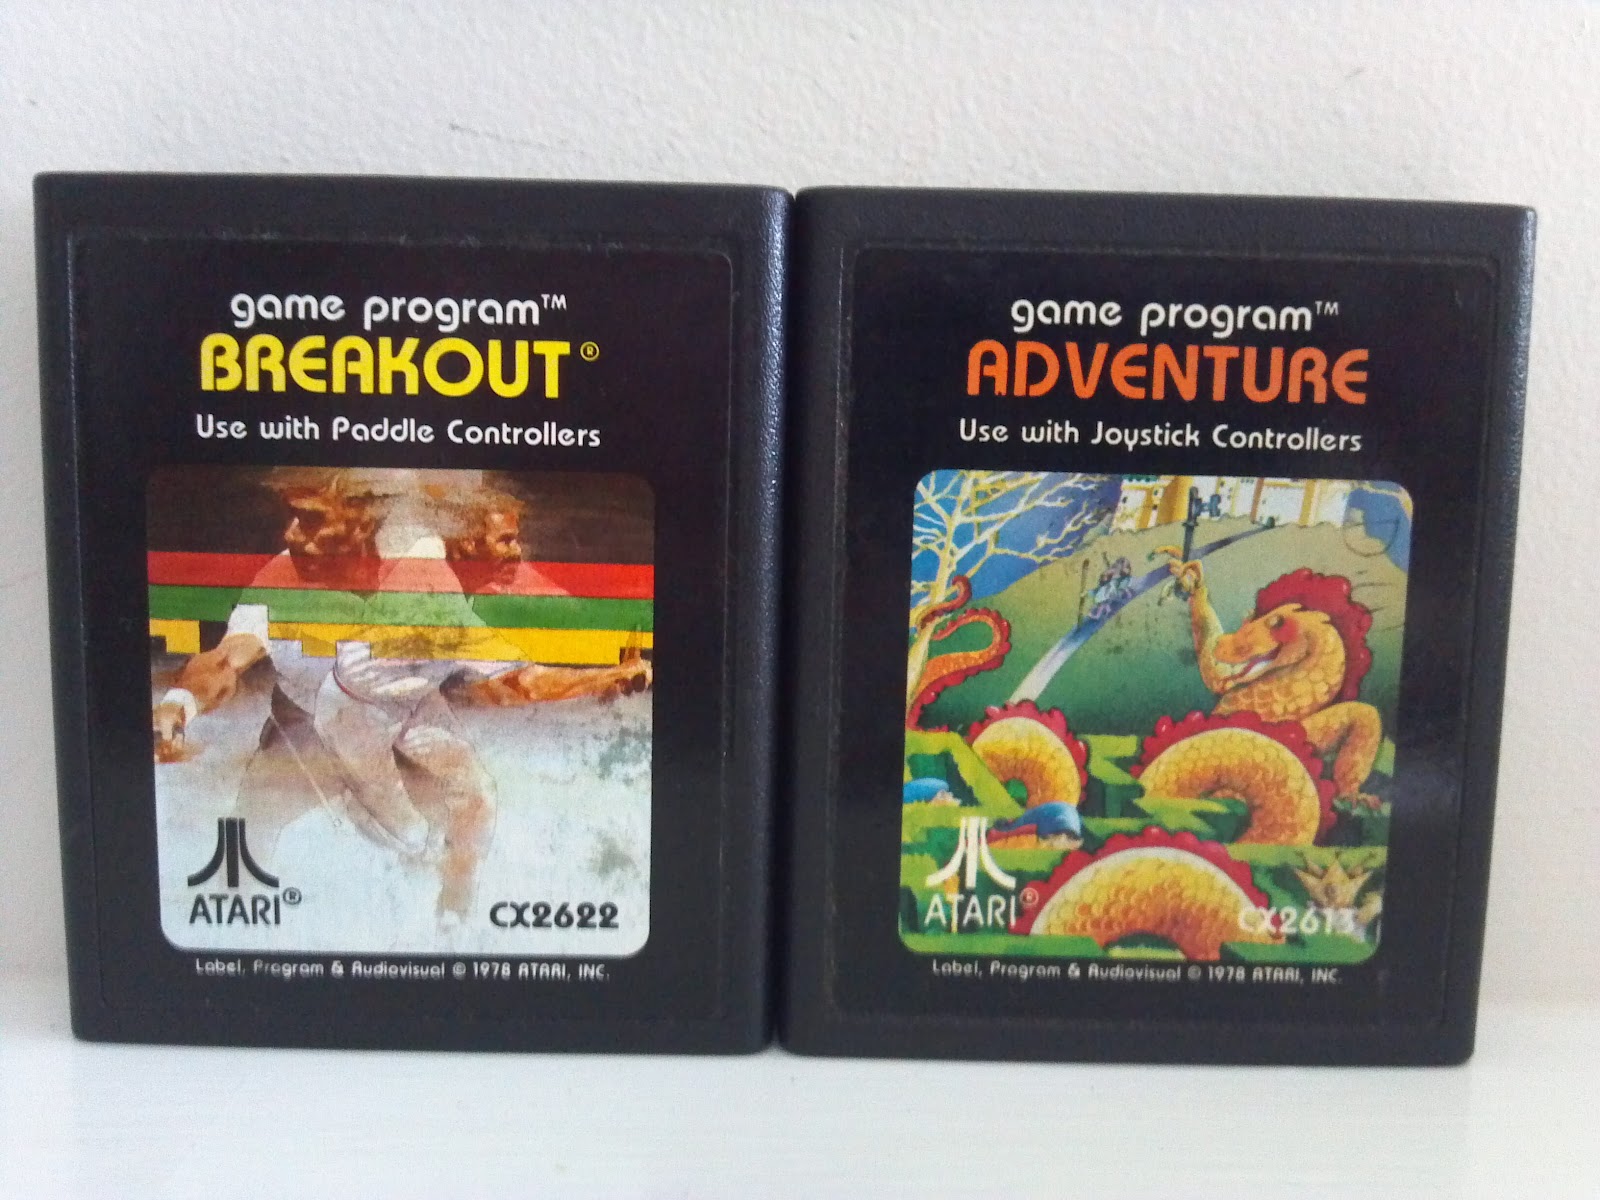 game program™
BREAKOUT®
Use with Paddle Controllers
ATARI®
CX2622
Label, Program & Audiovisual © 1978 ATARI, INC.
game program™
ADVENTURE
Use with Joystick Controllers
ATARI®
CX2613
Label, Program & Audiovisual © 1978 ATARI, INC.